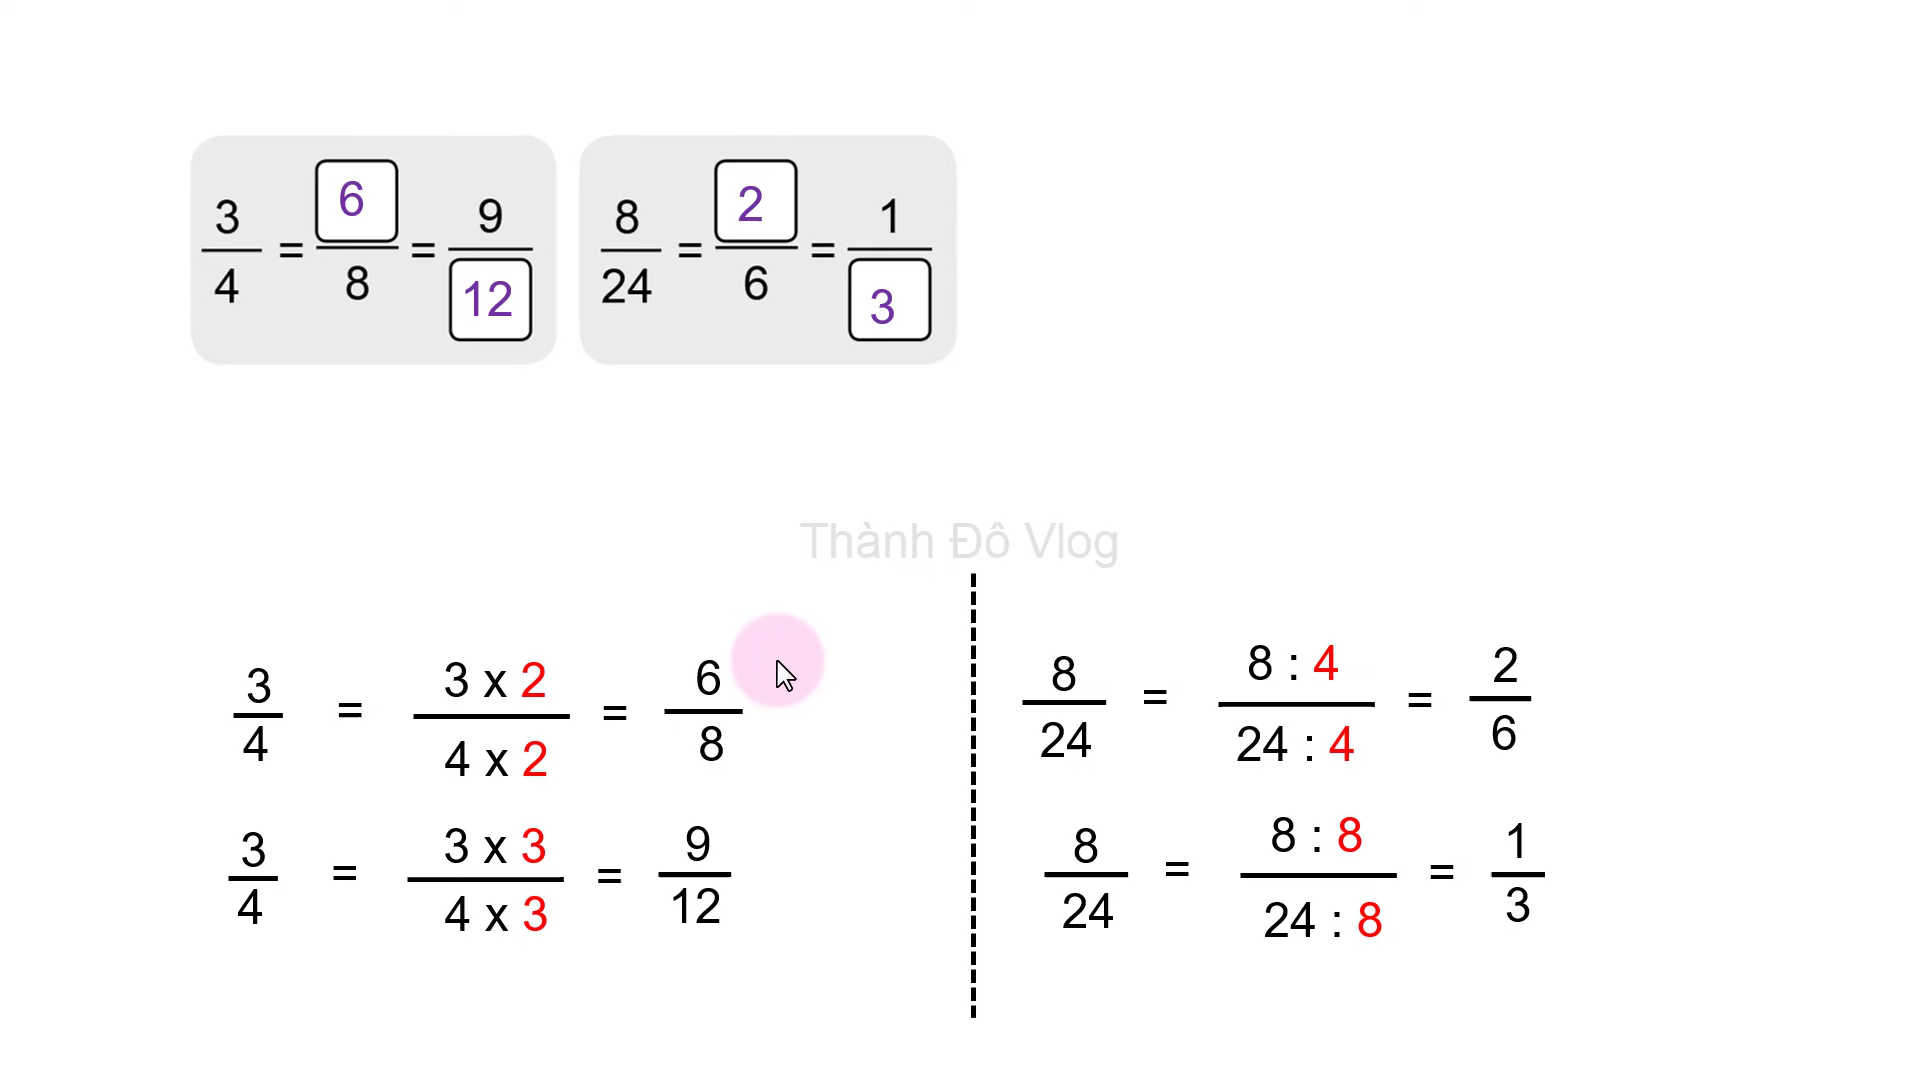 3/4 = 6/8 = 9/12
8/24 = 2/6 = 1/3
Thành Đô Vlog
3/4 = 3 x 2/4 x 2 = 6/8
3/4 = 3 x 3/4 x 3 = 9/12
8/24 = 8 : 4/24 : 4 = 2/6
8/24 = 8 : 8/24 : 8 = 1/3